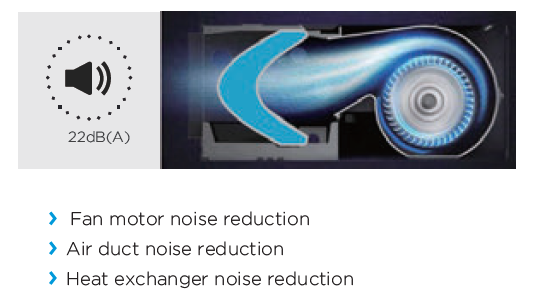 22dB(A)
Fan motor noise reduction
Air duct noise reduction
Heat exchanger noise reduction